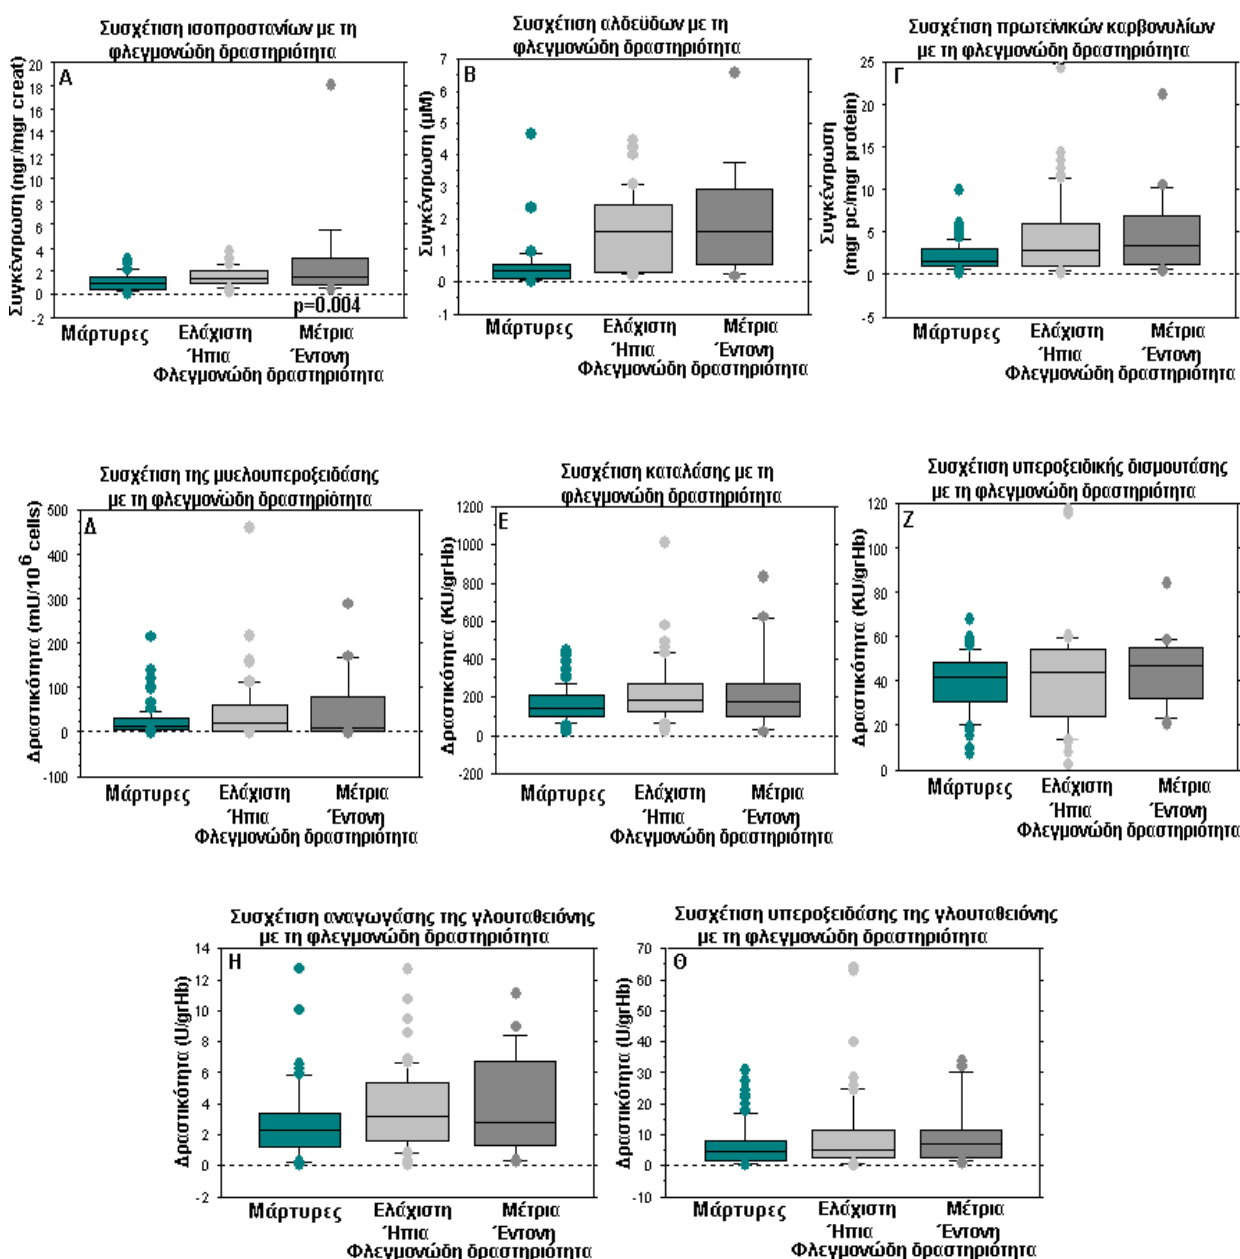 Συσχέτιση ισοπροστανίων με τη
φλεγμονώδη δραστηριότητα
Συγκέντρωση (ngr/mgr creat)
A
20
18
16
14
12
10
8
6
4
2
0
-2
p=0.004
Μάρτυρες
Ελάχιστη
Ήπια
Μέτρια
Έντονη
Φλεγμονώδη δραστηριότητα
Συσχέτιση αλδεϋδων με τη
φλεγμονώδη δραστηριότητα
Συγκέντρωση (μΜ)
B
7
6
5
4
3
2
1
0
-1
Μάρτυρες
Ελάχιστη
Ήπια
Μέτρια
Έντονη
Φλεγμονώδη δραστηριότητα
Συσχέτιση πρωτεϊνικών καρβονυλίων
με τη φλεγμονώδη δραστηριότητα
Συγκέντρωση
(mgr pc/mgr protein)
Γ
25
20
15
10
5
0
-5
Μάρτυρες
Ελάχιστη
Ήπια
Μέτρια
Έντονη
Φλεγμονώδη δραστηριότητα
Συσχέτιση της μυελουπεροξειδάσης
με τη φλεγμονώδη δραστηριότητα
Δραστικότητα (mU/10^6 cells)
Δ
500
400
300
200
100
0
-100
Μάρτυρες
Ελάχιστη
Ήπια
Μέτρια
Έντονη
Φλεγμονώδη δραστηριότητα
Συσχέτιση καταλάσης με τη
φλεγμονώδη δραστηριότητα
Δραστικότητα (KU/grHb)
E
1200
1000
800
600
400
200
0
-200
Μάρτυρες
Ελάχιστη
Ήπια
Μέτρια
Έντονη
Φλεγμονώδη δραστηριότητα
Συσχέτιση υπεροξειδικής δισμουτάσης
με τη φλεγμονώδη δραστηριότητα
Δραστικότητα (KU/grHb)
Z
120
100
80
60
40
20
0
Μάρτυρες
Ελάχιστη
Ήπια
Μέτρια
Έντονη
Φλεγμονώδη δραστηριότητα
Συσχέτιση αναγωγάσης της γλουταθειόνης
με τη φλεγμονώδη δραστηριότητα
Δραστικότητα (U/grHb)
H
14
12
10
8
6
4
2
0
-2
Μάρτυρες
Ελάχιστη
Ήπια
Μέτρια
Έντονη
Φλεγμονώδη δραστηριότητα
Συσχέτιση υπεροξειδάσης της γλουταθειόνης
με τη φλεγμονώδη δραστηριότητα
Δραστικότητα (U/grHb)
Θ
70
60
50
40
30
20
10
0
-10
Μάρτυρες
Ελάχιστη
Ήπια
Μέτρια
Έντονη
Φλεγμονώδη δραστηριότητα